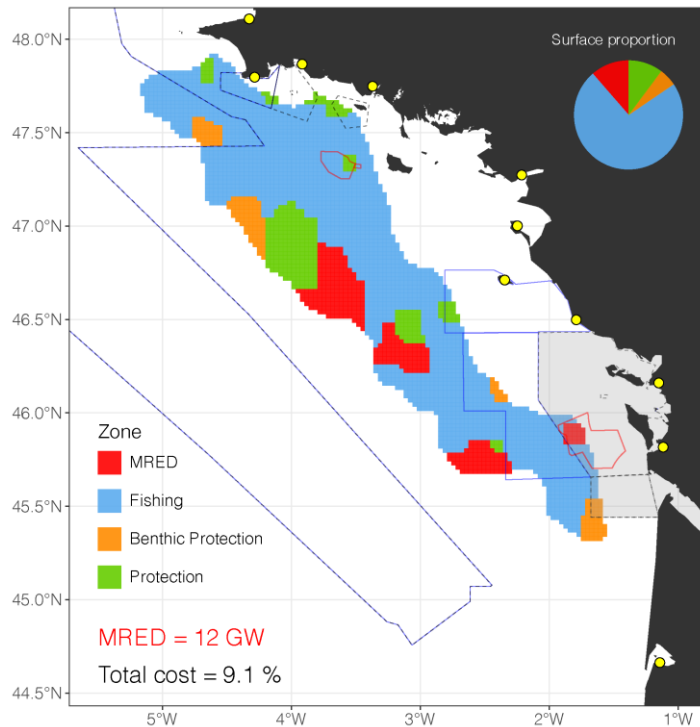 Surface proportion
48.0°N
47.5°N
47.0°N
46.5°N
46.0°N
45.5°N
45.0°N
44.5°N
Zone
MRED
Fishing
Benthic Protection
Protection
MRED = 12 GW
Total cost = 9.1 %
5°W
4°W
3°W
2°W
1°W